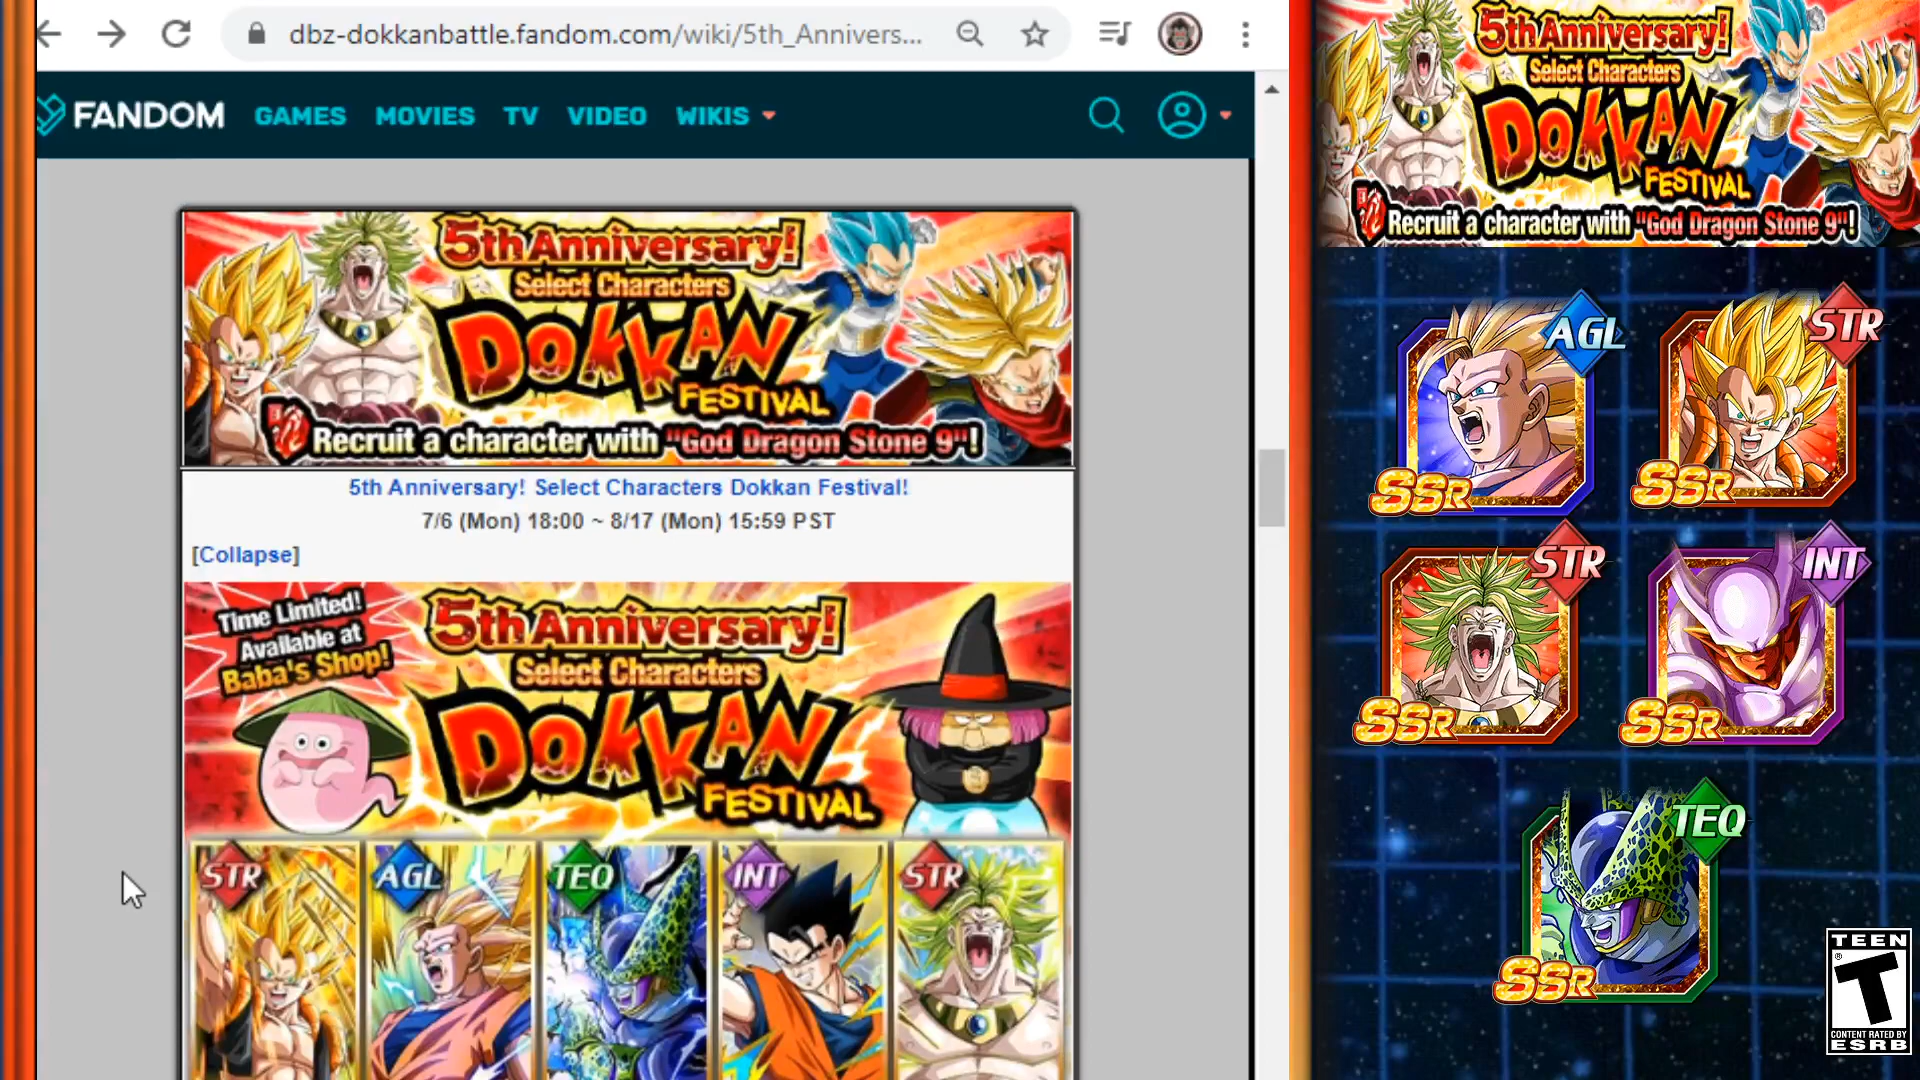 dbz-dokkanbattle.fandom.com/wiki/5th_Annivers...
FANDOM GAMES MOVIES TV VIDEO WIKIS
5th Anniversary!
Select Characters
DOKKAN
FESTIVAL
Recruit a character with "God Dragon Stone 9"!
5th Anniversary! Select Characters Dokkan Festival!
7/6 (Mon) 18:00 ~ 8/17 (Mon) 15:59 PST
[Collapse]
Time Limited!
Available at
Baba's Shop!
5th Anniversary!
Select Characters
DOKKAN
FESTIVAL
STR AGL TEQ INT STR
5th Anniversary!
Select Characters
DOKKAN
FESTIVAL
Recruit a character with "God Dragon Stone 9"!
AGL STR
SSR SSR
STR INT
SSR SSR
TEQ
SSR
TEEN
T
®
CONTENT RATED BY
ESRB